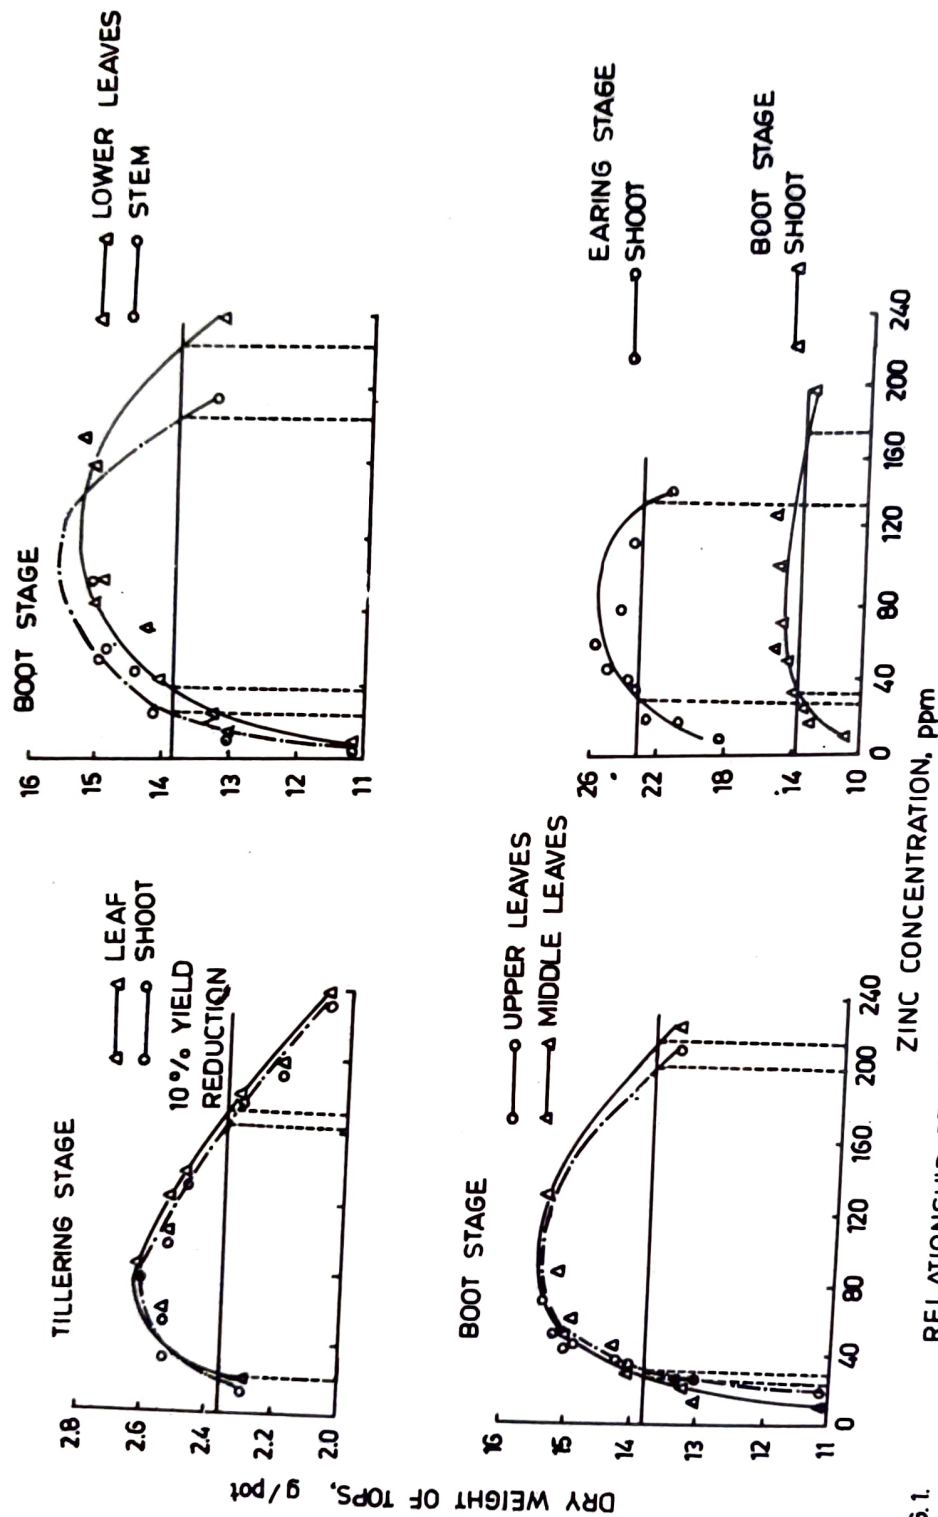 TILLERING STAGE
LEAF
SHOOT
10% YIELD
REDUCTION
2.8
2.6
2.4
2.2
2.0
BOOT STAGE
LOWER LEAVES
STEM
16
15
14
13
12
11
DRY WEIGHT OF TOPS, g/pot
BOOT STAGE
UPPER LEAVES
MIDDLE LEAVES
16
15
14
13
12
11
0
40
80
120
160
200
240
EARING STAGE
SHOOT
BOOT STAGE
SHOOT
26
22
18
14
10
0
40
80
120
160
200
240
ZINC CONCENTRATION, ppm
RELATIONSHIP